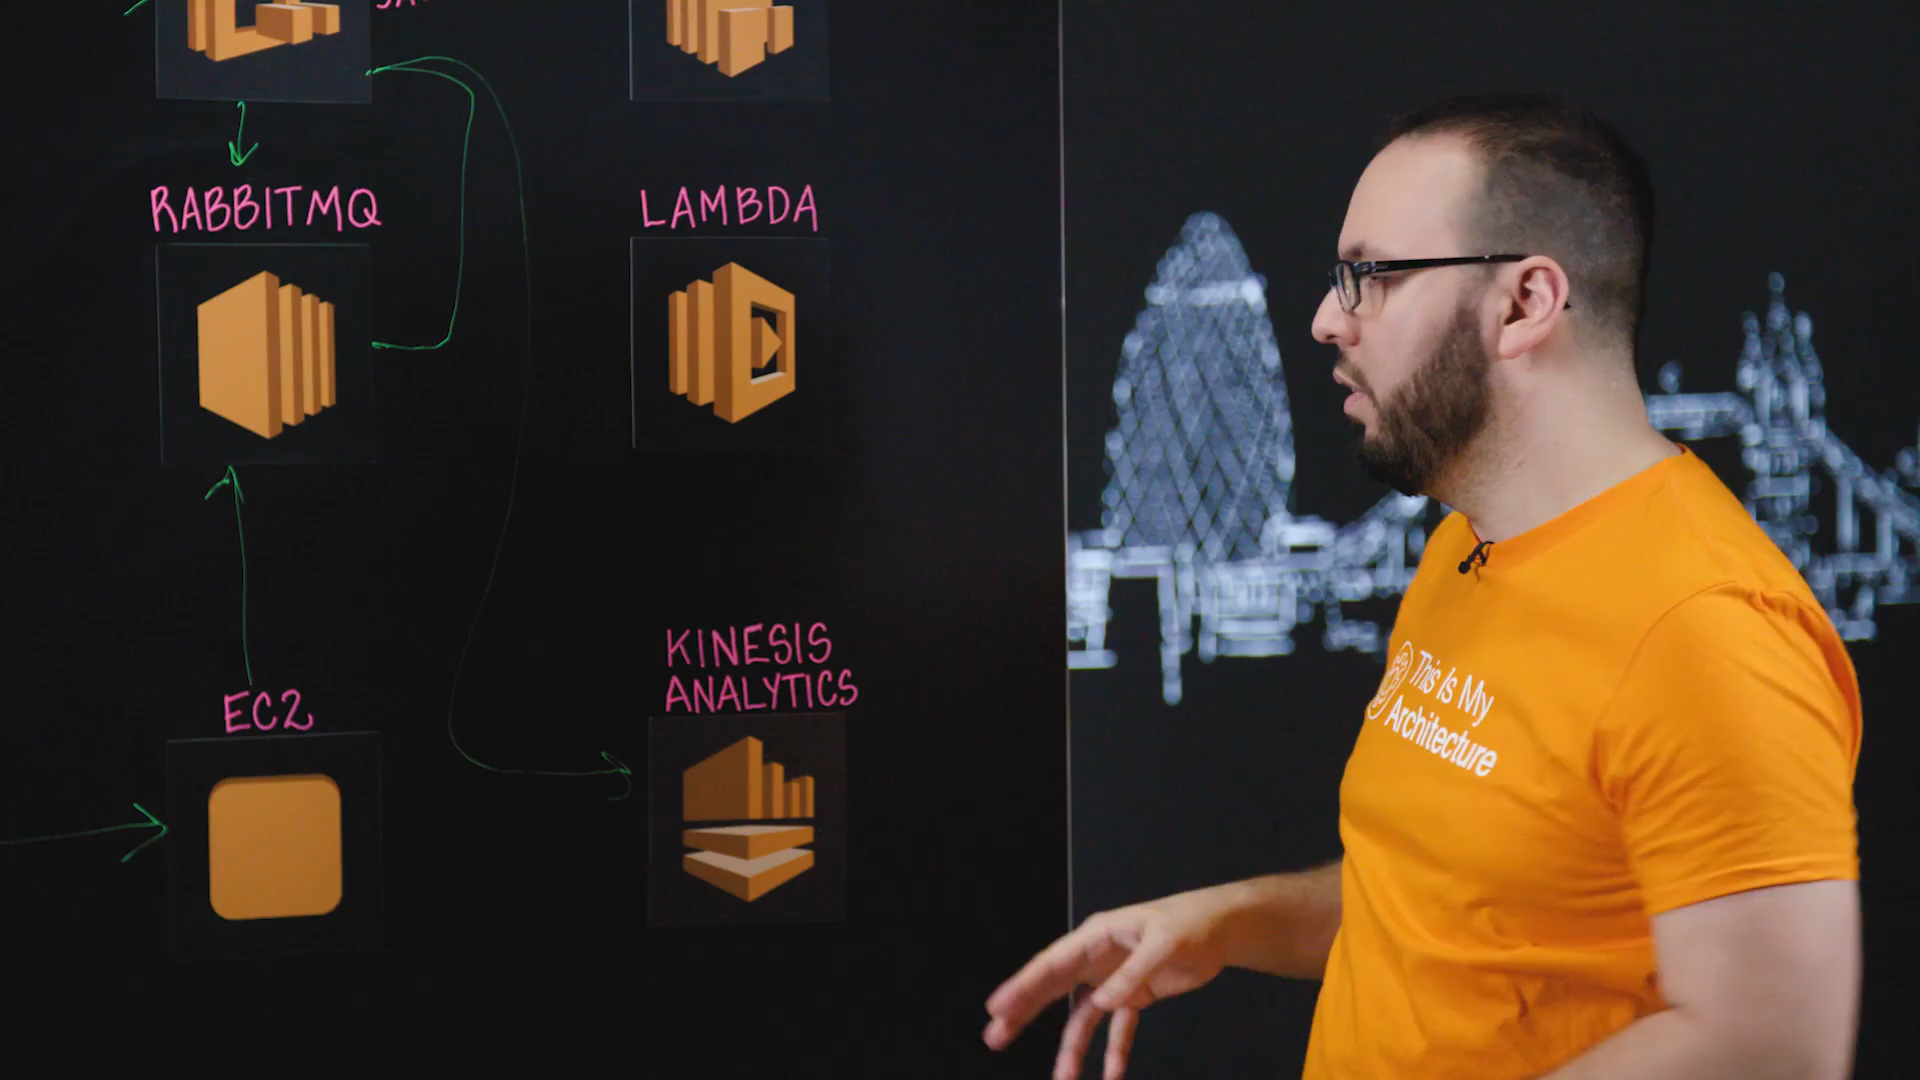 RABBITMQ
LAMBDA
KINESIS
ANALYTICS
EC2
This Is My
Architecture